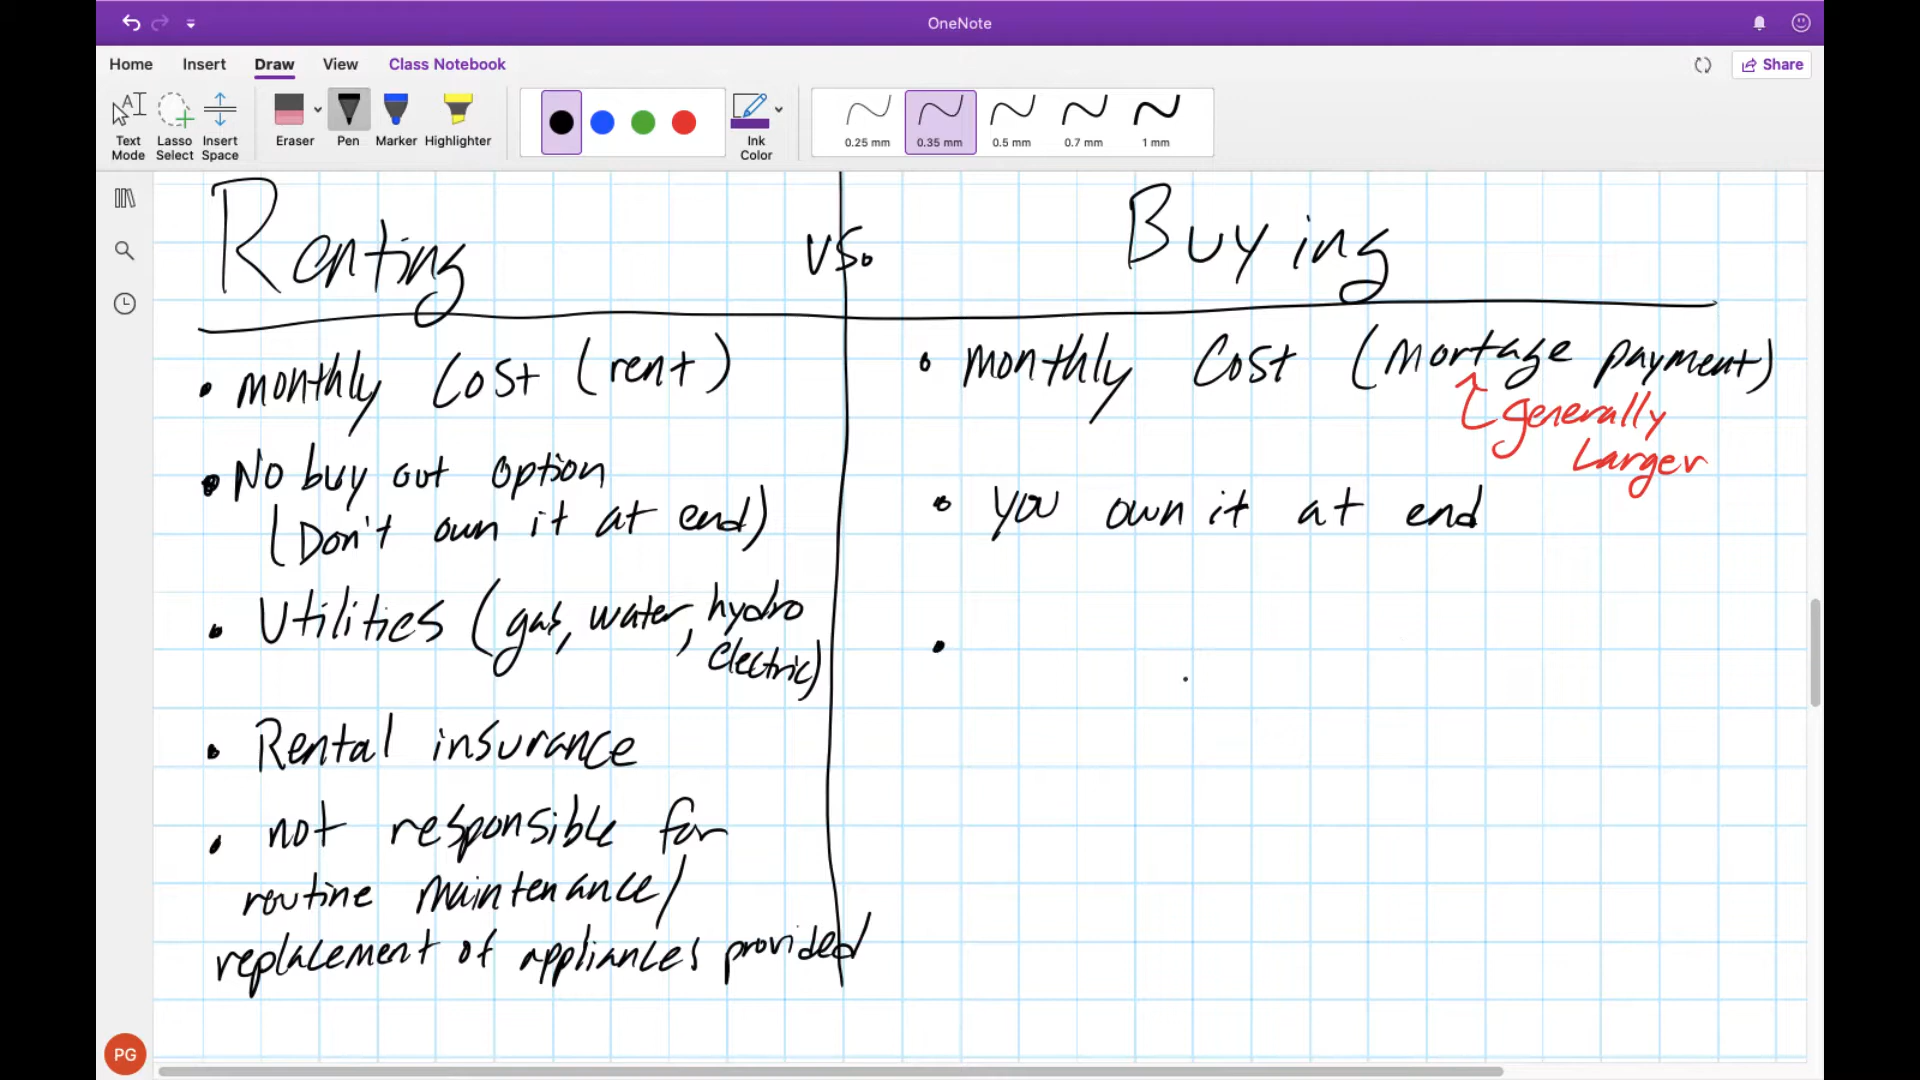 OneNote
Home Insert Draw View Class Notebook Share
Text Mode Lasso Select Insert Space Eraser Pen Marker Highlighter Ink Color 0.25 mm 0.35 mm 0.5 mm 0.7 mm 1 mm
Renting vs. Buying
• monthly Cost (rent)
• No buy out option
(Don't own it at end)
• Utilities (gas, water, hydro
electric)
• Rental insurance
• not responsible for
routine maintenance/
replacement of appliances provided
• monthly Cost (mortage payment)
generally
Larger
• you own it at end
•
PG